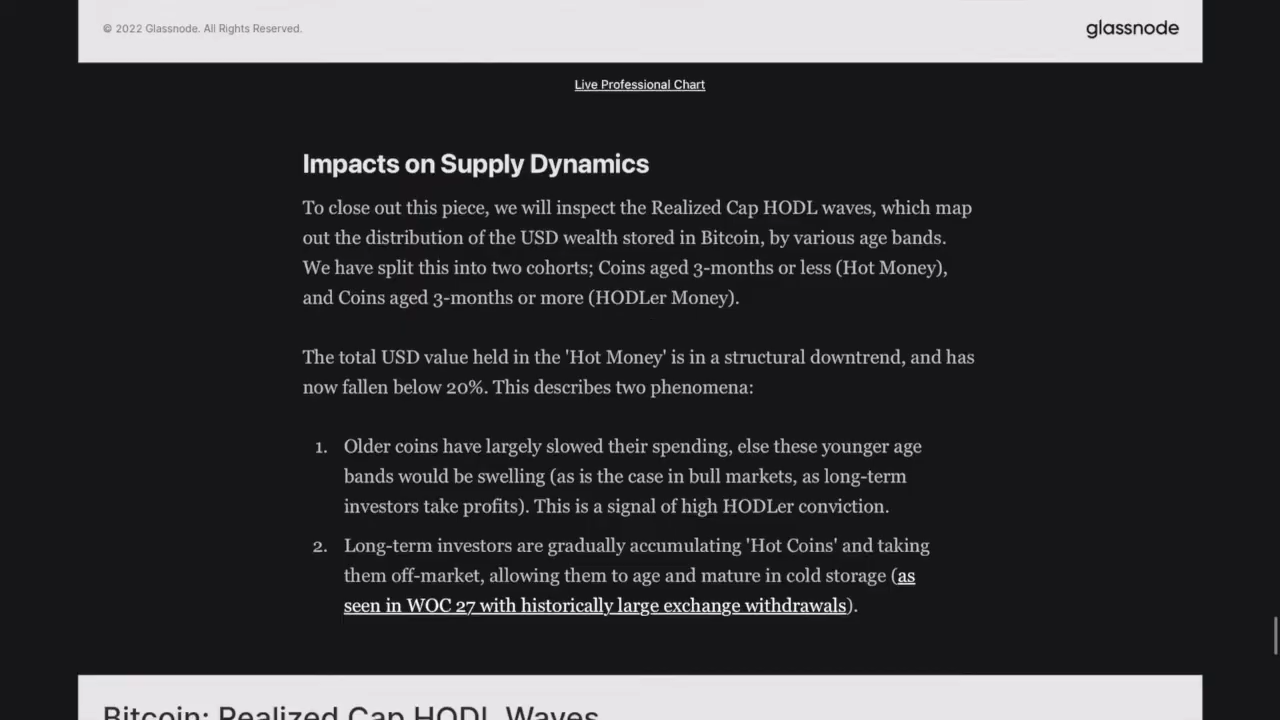 © 2022 Glassnode. All Rights Reserved.
glassnode
Live Professional Chart
Impacts on Supply Dynamics
To close out this piece, we will inspect the Realized Cap HODL waves, which map
out the distribution of the USD wealth stored in Bitcoin, by various age bands.
We have split this into two cohorts; Coins aged 3-months or less (Hot Money),
and Coins aged 3-months or more (HODLer Money).
The total USD value held in the 'Hot Money' is in a structural downtrend, and has
now fallen below 20%. This describes two phenomena:
1. Older coins have largely slowed their spending, else these younger age
bands would be swelling (as is the case in bull markets, as long-term
investors take profits). This is a signal of high HODLer conviction.
2. Long-term investors are gradually accumulating 'Hot Coins' and taking
them off-market, allowing them to age and mature in cold storage (as
seen in WOC 27 with historically large exchange withdrawals).
Bitcoin: Realized Cap HODL Waves